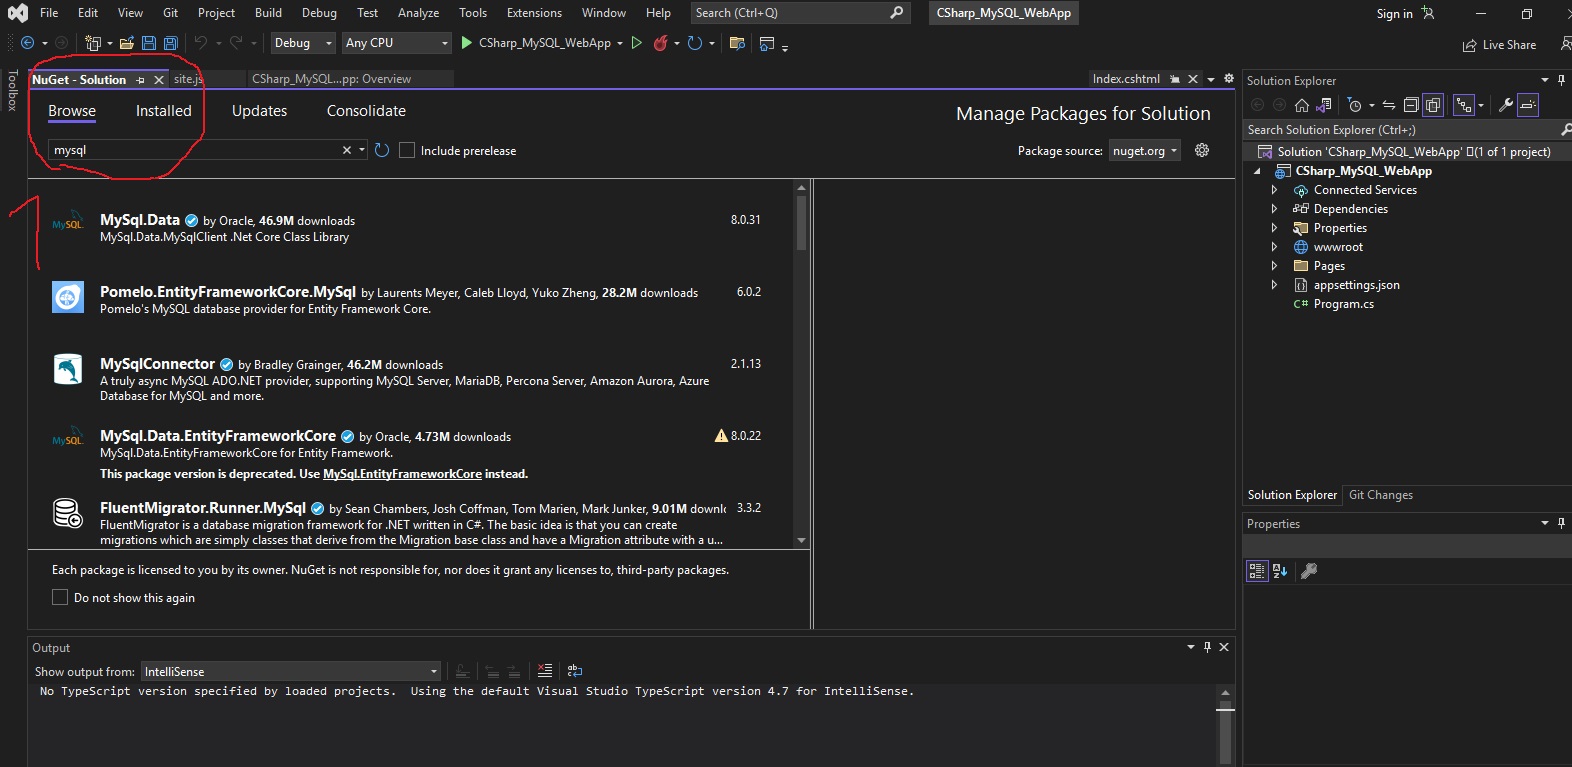 File Edit View Git Project Build Debug Test Analyze Tools Extensions Window Help Search (Ctrl+Q) CSharp_MySQL_WebApp Sign in
Debug Any CPU CSharp_MySQL_WebApp Live Share
Toolbox
NuGet - Solution site.js CSharp_MySQL...pp: Overview Index.cshtml
Browse Installed Updates Consolidate
Manage Packages for Solution
mysql Include prerelease Package source: nuget.org
1
MySQL
MySql.Data by Oracle, 46.9M downloads 8.0.31
MySql.Data.MySqlClient .Net Core Class Library
Pomelo.EntityFrameworkCore.MySql by Laurents Meyer, Caleb Lloyd, Yuko Zheng, 28.2M downloads 6.0.2
Pomelo's MySQL database provider for Entity Framework Core.
MySqlConnector by Bradley Grainger, 46.2M downloads 2.1.13
A truly async MySQL ADO.NET provider, supporting MySQL Server, MariaDB, Percona Server, Amazon Aurora, Azure
Database for MySQL and more.
MySQL
MySql.Data.EntityFrameworkCore by Oracle, 4.73M downloads 8.0.22
MySql.Data.EntityFrameworkCore for Entity Framework.
This package version is deprecated. Use MySql.EntityFrameworkCore instead.
FluentMigrator.Runner.MySql by Sean Chambers, Josh Coffman, Tom Marien, Mark Junker, 9.01M downl 3.3.2
FluentMigrator is a database migration framework for .NET written in C#. The basic idea is that you can create
migrations which are simply classes that derive from the Migration base class and have a Migration attribute with a u...
Each package is licensed to you by its owner. NuGet is not responsible for, nor does it grant any licenses to, third-party packages.
Do not show this again
Output
Show output from: IntelliSense
No TypeScript version specified by loaded projects. Using the default Visual Studio TypeScript version 4.7 for IntelliSense.
Solution Explorer
Search Solution Explorer (Ctrl+;)
Solution 'CSharp_MySQL_WebApp' (1 of 1 project)
CSharp_MySQL_WebApp
Connected Services
Dependencies
Properties
wwwroot
Pages
appsettings.json
C# Program.cs
Solution Explorer Git Changes
Properties